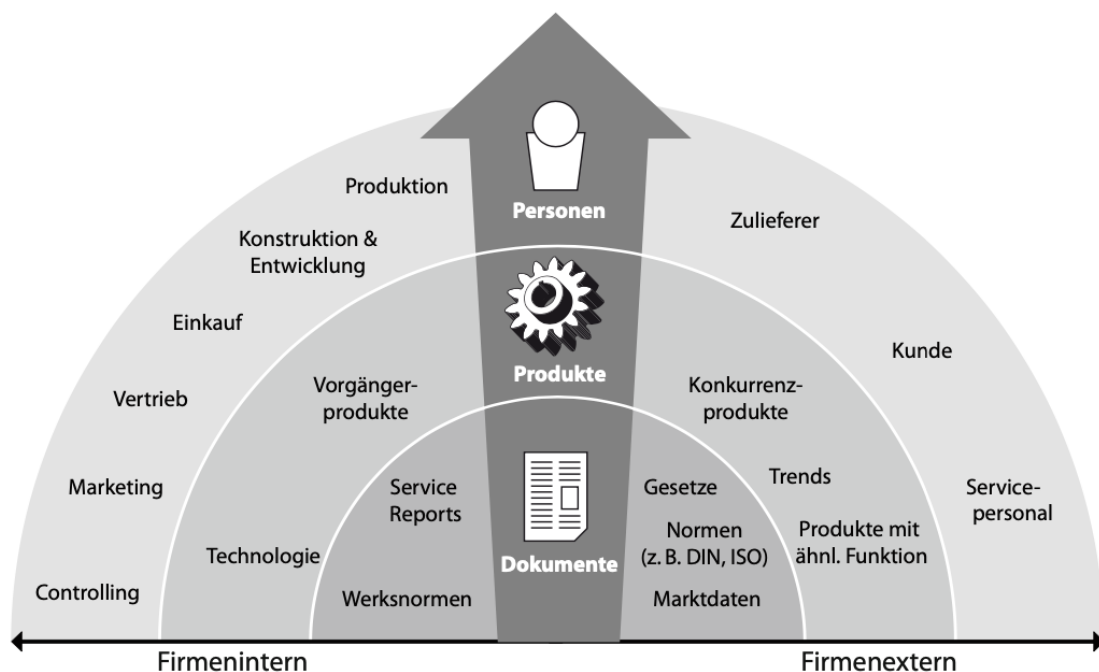 Produktion
Personen
Zulieferer
Konstruktion &
Entwicklung
Einkauf
Kunde
Produkte
Vorgänger-
produkte
Konkurrenz-
produkte
Vertrieb
Marketing
Service
Reports
Gesetze
Trends
Service-
personal
Technologie
Dokumente
Normen
(z. B. DIN, ISO)
Produkte mit
ähnl. Funktion
Controlling
Werksnormen
Marktdaten
Firmenintern
Firmenextern